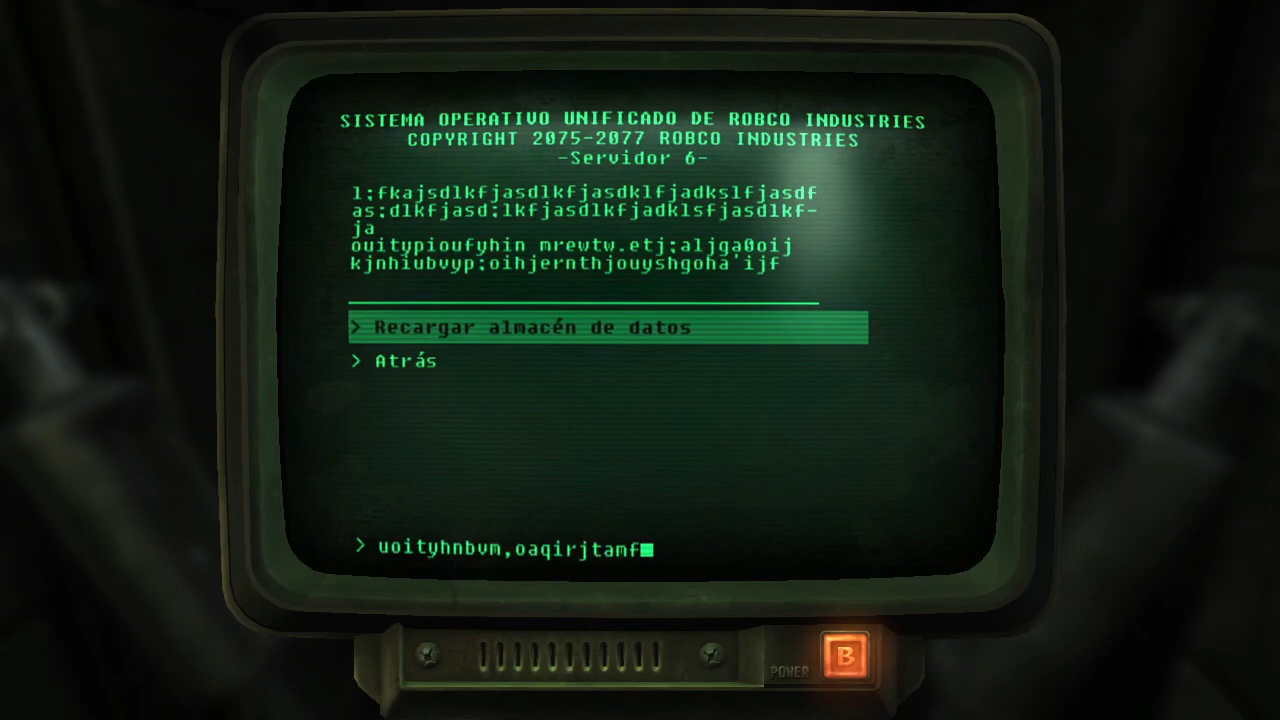 SISTEMA OPERATIVO UNIFICADO DE ROBCO INDUSTRIES
COPYRIGHT 2075-2077 ROBCO INDUSTRIES
-Servidor 6-
l;fkajsdlkfjasdlkfjasdklfjadkslfjasdf
as;dlkfjasd;lkfjasdlkfjadklsfjasdlkf-
ja
ouitypioufyhin mrewtw.etj;aljga0oij
kjnhiubvyp;oihjernthjouyshgoha'ijf
> Recargar almacén de datos
> Atrás
> uoityhnbvm,oaqirjtamf
POWER
B